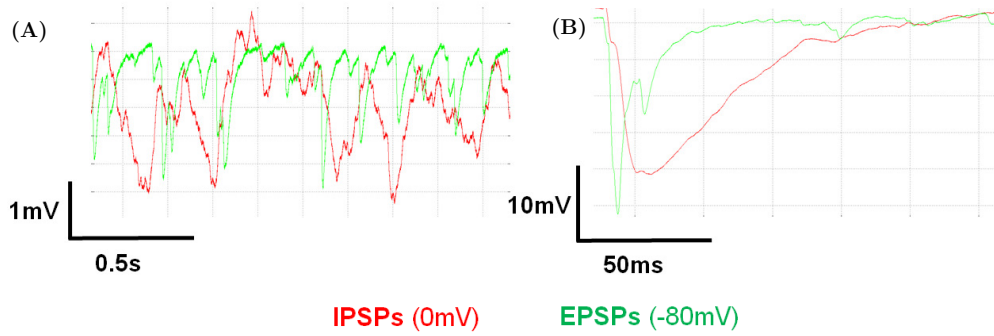 (A)
(B)
1mV
0.5s
10mV
50ms
IPSPs (0mV)
EPSPs (-80mV)